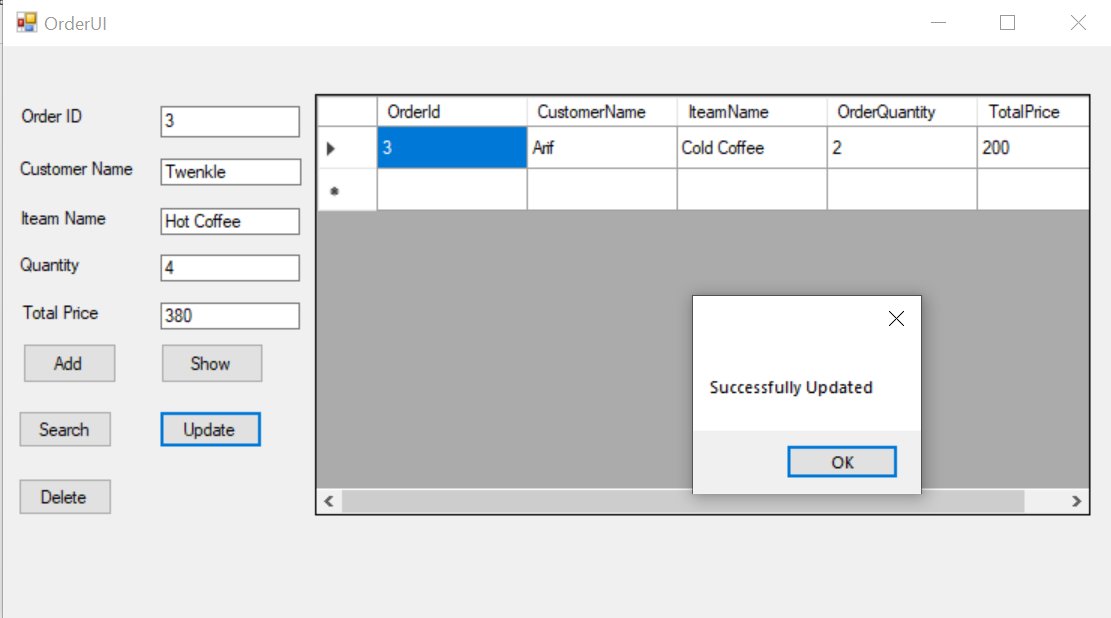 OrderUI
Order ID 3
Customer Name Twenkle
Iteam Name Hot Coffee
Quantity 4
Total Price 380
Add Show
Search Update
Delete
OrderId CustomerName IteamName OrderQuantity TotalPrice
3 Arif Cold Coffee 2 200
Successfully Updated
OK